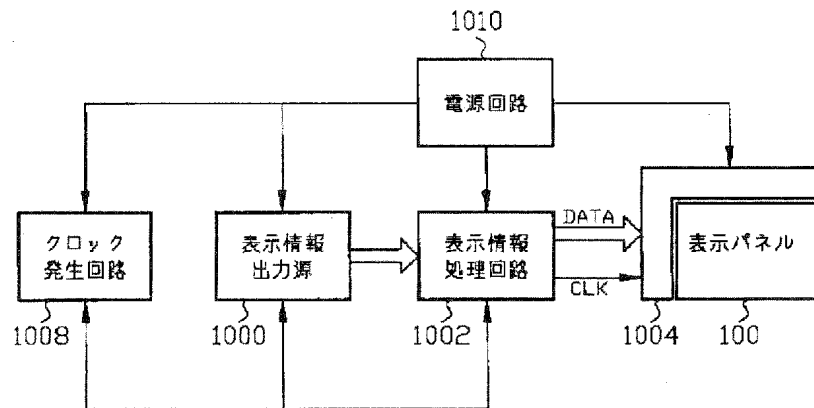 1010
電源回路
クロック
発生回路
表示情報
出力源
表示情報
処理回路
DATA
CLK
表示パネル
1008
1000
1002
1004
100